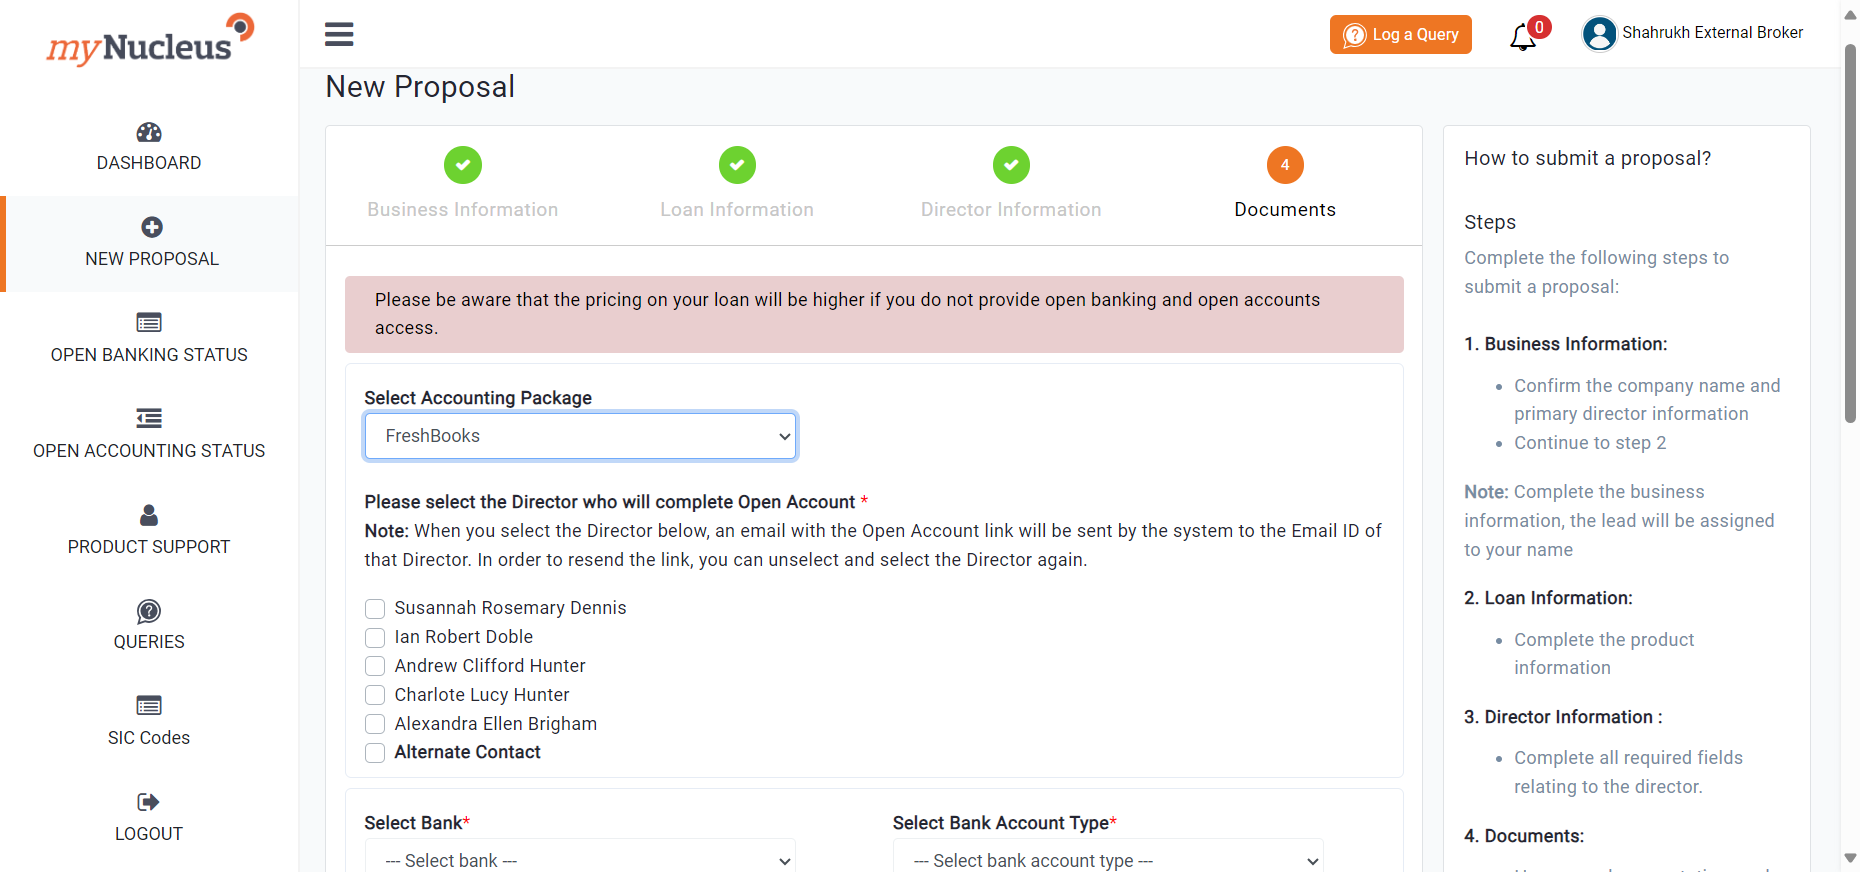 myNucleus
DASHBOARD
NEW PROPOSAL
OPEN BANKING STATUS
OPEN ACCOUNTING STATUS
PRODUCT SUPPORT
QUERIES
SIC Codes
LOGOUT
Log a Query
0
Shahrukh External Broker
New Proposal
Business Information
Loan Information
Director Information
4
Documents
Please be aware that the pricing on your loan will be higher if you do not provide open banking and open accounts
access.
Select Accounting Package
FreshBooks
Please select the Director who will complete Open Account *
Note: When you select the Director below, an email with the Open Account link will be sent by the system to the Email ID of
that Director. In order to resend the link, you can unselect and select the Director again.
Susannah Rosemary Dennis
Ian Robert Doble
Andrew Clifford Hunter
Charlote Lucy Hunter
Alexandra Ellen Brigham
Alternate Contact
Select Bank*
--- Select bank ---
Select Bank Account Type*
--- Select bank account type ---
How to submit a proposal?
Steps
Complete the following steps to
submit a proposal:
1. Business Information:
• Confirm the company name and
primary director information
• Continue to step 2
Note: Complete the business
information, the lead will be assigned
to your name
2. Loan Information:
• Complete the product
information
3. Director Information :
• Complete all required fields
relating to the director.
4. Documents: